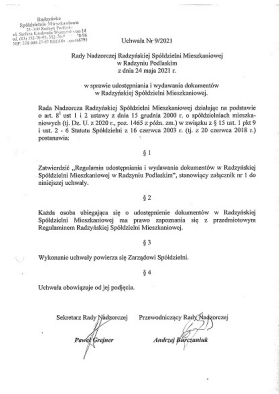 Radzyńska
Spółdzielnia Mieszkaniowa
Uchwała Nr 9/2021
Rady Nadzorczej Radzyńskiej Spółdzielni Mieszkaniowej
w Radzyniu Podlaskim
z dnia 24 maja 2021 r.
w sprawie udostępniania i wydawania dokumentów
w Radzyńskiej Spółdzielni Mieszkaniowej.
Rada Nadzorcza Radzyńskiej Spółdzielni Mieszkaniowej działając na podstawie
o art. 8¹ ust 1 i 2 ustawy z dnia 15 grudnia 2000 r. o spółdzielniach mieszka-
niowych (tj. Dz. U. z 2020 r., poz. 1465 z późn. zm.) w związku z § 15 ust. 1 pkt 9
i ust. 2 - 6 Statutu Spółdzielni z 16 czerwca 2003 r. (tj. z 20 czerwca 2018 r.)
postanawia:
§ 1
Zatwierdzić „Regulamin udostępniania i wydawania dokumentów w Radzyńskiej
Spółdzielni Mieszkaniowej w Radzyniu Podlaskim", stanowiący załącznik nr 1 do
niniejszej uchwały.
§ 2
Każda osoba ubiegająca się o udostępnienie dokumentów w Radzyńskiej
Spółdzielni Mieszkaniowej ma prawo zapoznania się z przedmiotowym
Regulaminem Radzyńskiej Spółdzielni Mieszkaniowej.
§ 3
Wykonanie uchwały powierza się Zarządowi Spółdzielni.
§ 4
Uchwała obowiązuje od jej podjęcia.
Sekretarz Rady Nadzorczej Przewodniczący Rady Nadzorczej
Paweł Grejner Andrzej Burczaniuk